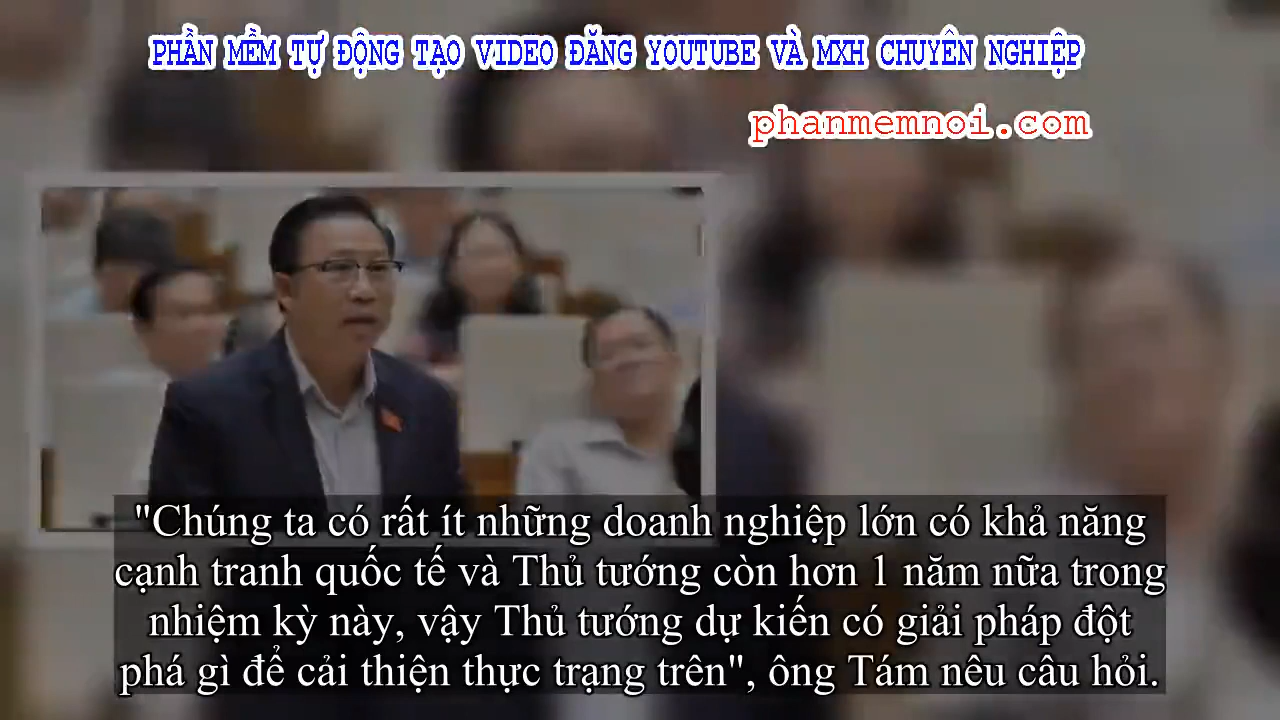 PHẦN MỀM TỰ ĐỘNG TẠO VIDEO ĐĂNG YOUTUBE VÀ MXH CHUYÊN NGHIỆP
phanmemnoi.com
"Chúng ta có rất ít những doanh nghiệp lớn có khả năng
cạnh tranh quốc tế và Thủ tướng còn hơn 1 năm nữa trong
nhiệm kỳ này, vậy Thủ tướng dự kiến có giải pháp đột
phá gì để cải thiện thực trạng trên", ông Tám nêu câu hỏi.